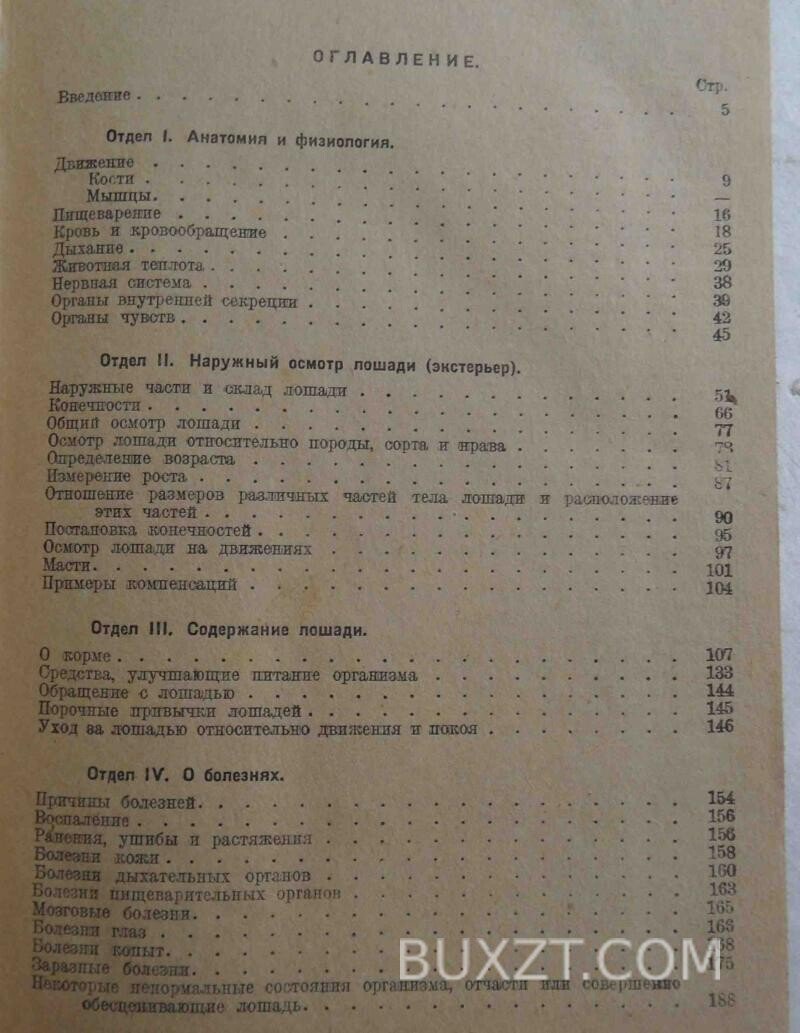 ОГЛАВЛЕНИЕ.
Стр.
Введение . . . . . 5
Отдел I. Анатомия и физиология.
Движение . . . . . 9
Кости . . . . . —
Мышцы. . . . . 16
Пищеварение . . . . . 18
Кровь и кровообращение . . . . . 25
Дыхание . . . . . 29
Животная теплота . . . . . 38
Нервная система . . . . . 39
Органы внутренней секреции . . . . . 42
Органы чувств . . . . . 45
Отдел II. Наружный осмотр лошади (экстерьер).
Наружные части и склад лошади . . . . . 51
Конечности . . . . . 66
Общий осмотр лошади . . . . . 77
Осмотр лошади относительно породы, сорта и нрава . . . . . 78
Определение возраста . . . . . 81
Измерение роста . . . . . 87
Отношение размеров различных частей тела лошади и расположение
этих частей . . . . . 90
Постановка конечностей . . . . . 95
Осмотр лошади на движениях . . . . . 97
Масти. . . . . 101
Примеры компенсаций . . . . . 104
Отдел III. Содержание лошади.
О корме . . . . . 107
Средства, улучшающие питание организма . . . . . 133
Обращение с лошадью . . . . . 144
Порочные привычки лошадей . . . . . 145
Уход за лошадью относительно движения и покоя . . . . . 146
Отдел IV. О болезнях.
Причины болезней. . . . . 154
Воспаление . . . . . 156
Ранения, ушибы и растяжения . . . . . 156
Болезни кожи . . . . . 158
Болезни дыхательных органов . . . . . 160
Болезни пищеварительных органов . . . . . 163
Мозговые болезни. . . . . 165
Болезни глаз . . . . . 168
Болезни копыт. . . . . 168
Заразные болезни. . . . . 175
Некоторые ненормальные состояния организма, отчасти или совершенно
обесценивающие лошадь. . . . . 188
BUXZT.COM